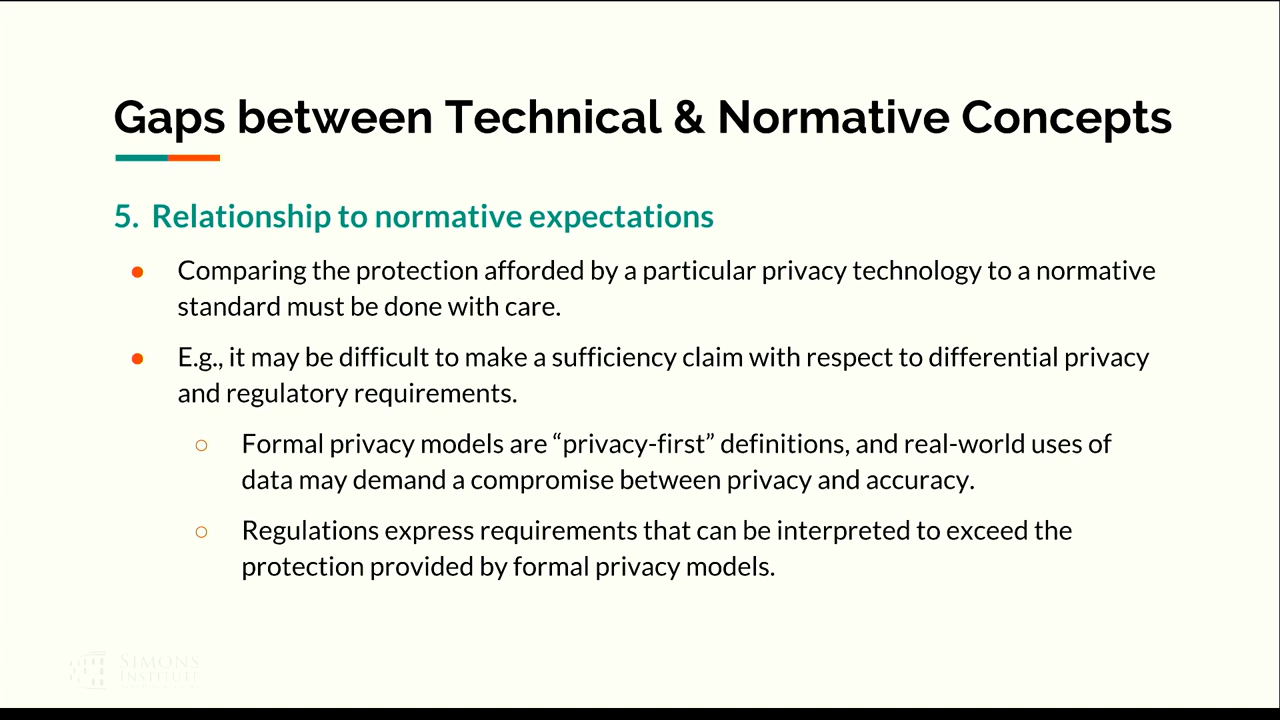 Gaps between Technical & Normative Concepts
5. Relationship to normative expectations
● Comparing the protection afforded by a particular privacy technology to a normative
standard must be done with care.
● E.g., it may be difficult to make a sufficiency claim with respect to differential privacy
and regulatory requirements.
○ Formal privacy models are “privacy-first” definitions, and real-world uses of
data may demand a compromise between privacy and accuracy.
○ Regulations express requirements that can be interpreted to exceed the
protection provided by formal privacy models.
SIMONS
INSTITUTE